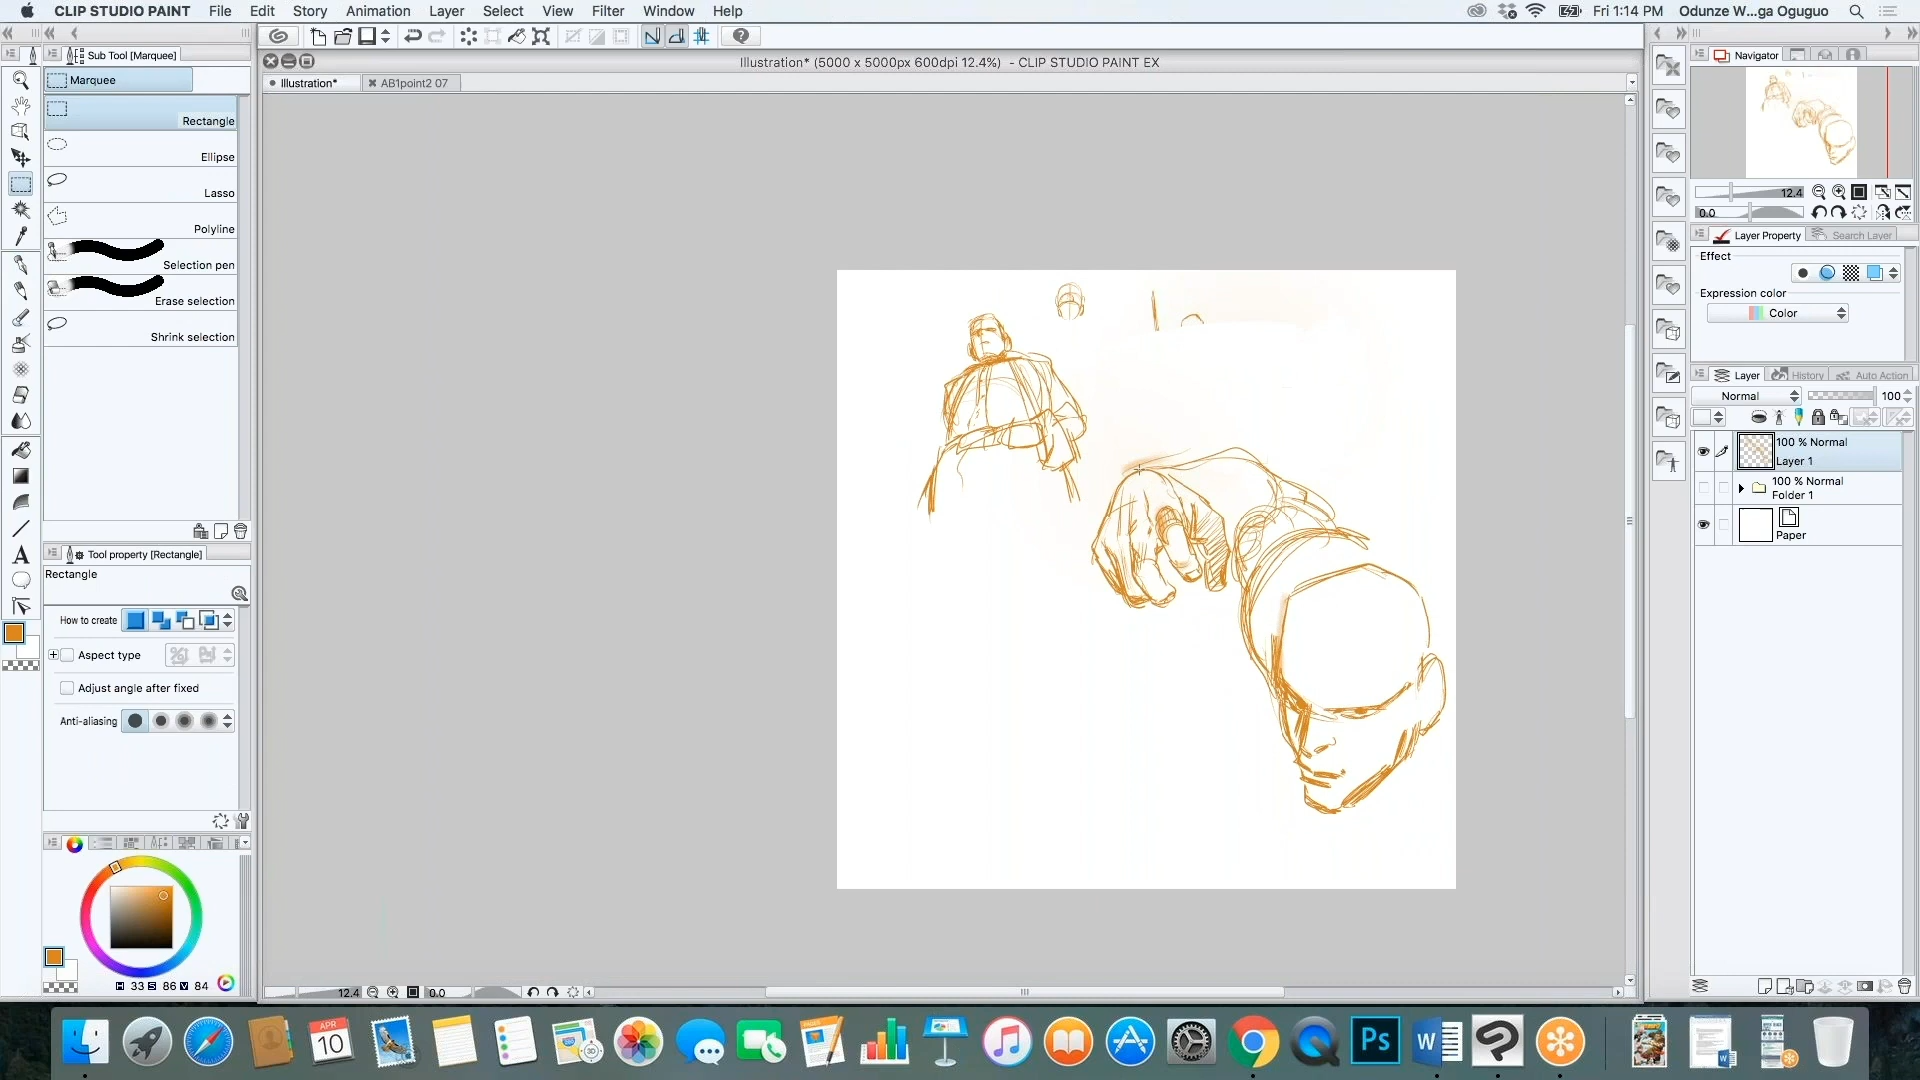 CLIP STUDIO PAINT File Edit Story Animation Layer Select View Filter Window Help Fri 1:14 PM Odunze W...ga Oguguo
Sub Tool [Marquee]
Marquee
Rectangle
Ellipse
Lasso
Polyline
Selection pen
Erase selection
Shrink selection
Tool property [Rectangle]
Rectangle
How to create
Aspect type
Adjust angle after fixed
Anti-aliasing
H 33 S 86 V 84
Illustration* (5000 x 5000px 600dpi 12.4%) - CLIP STUDIO PAINT EX
Illustration* AB1point2 07
12.4 0.0
Navigator
12.4
0.0
Layer Property Search Layer
Effect
Expression color
Color
Layer History Auto Action
Normal 100
100 % Normal
Layer 1
100 % Normal
Folder 1
Paper
APR
10
PAGES
3D
Ps
W